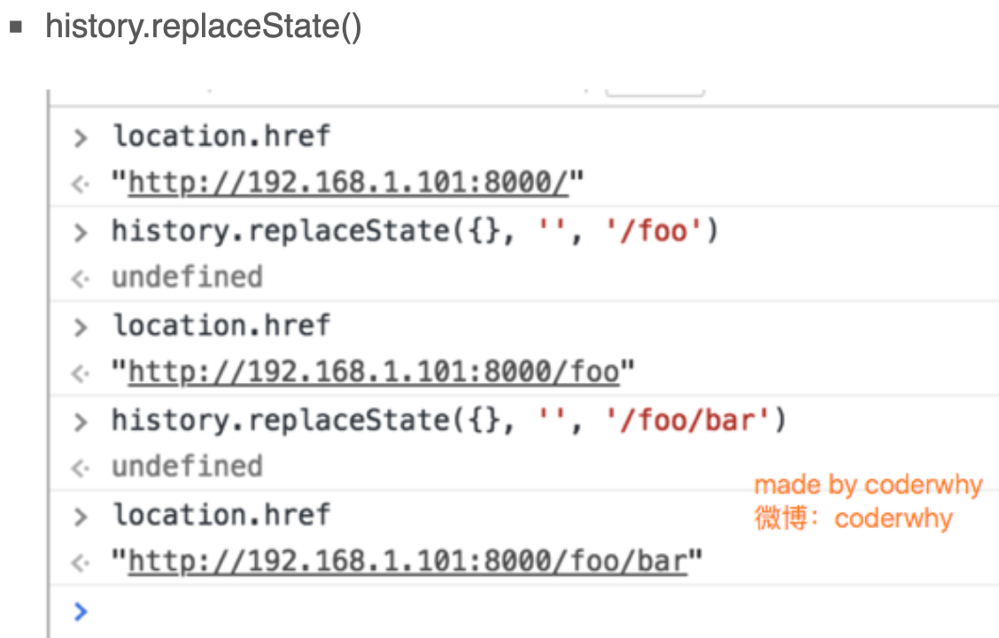 ▪ history.replaceState()
> location.href
<· "http://192.168.1.101:8000/"
> history.replaceState({}, '', '/foo')
<· undefined
> location.href
<· "http://192.168.1.101:8000/foo"
> history.replaceState({}, '', '/foo/bar')
<· undefined
made by coderwhy
> location.href
微博：coderwhy
<· "http://192.168.1.101:8000/foo/bar"
>